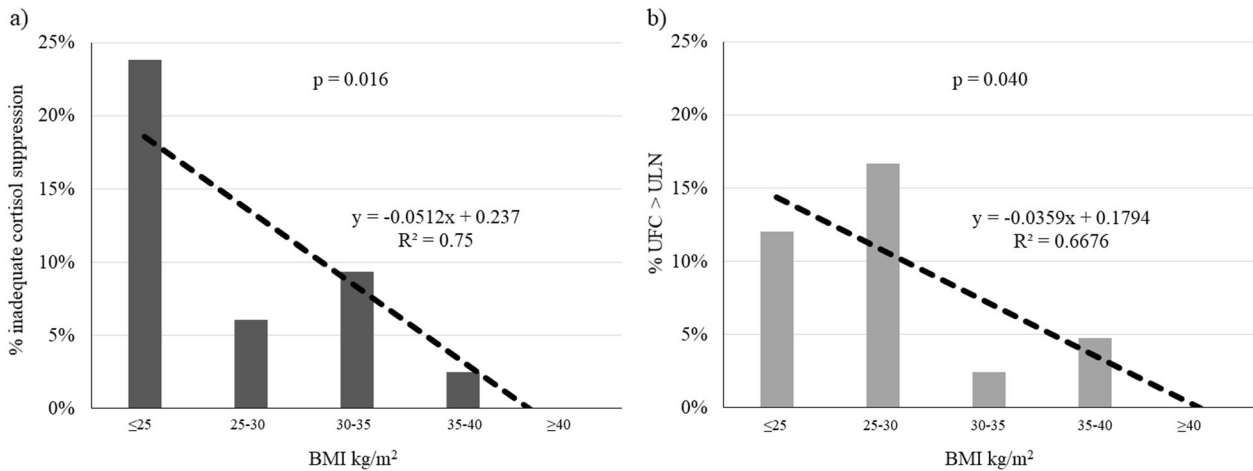 a)
25%
20%
15%
10%
5%
0%
% inadequate cortisol suppression
p = 0.016
y = -0.0512x + 0.237
R² = 0.75
≤25 25-30 30-35 35-40 ≥40
BMI kg/m²
b)
25%
20%
15%
10%
5%
0%
% UFC > ULN
p = 0.040
y = -0.0359x + 0.1794
R² = 0.6676
≤25 25-30 30-35 35-40 ≥40
BMI kg/m²